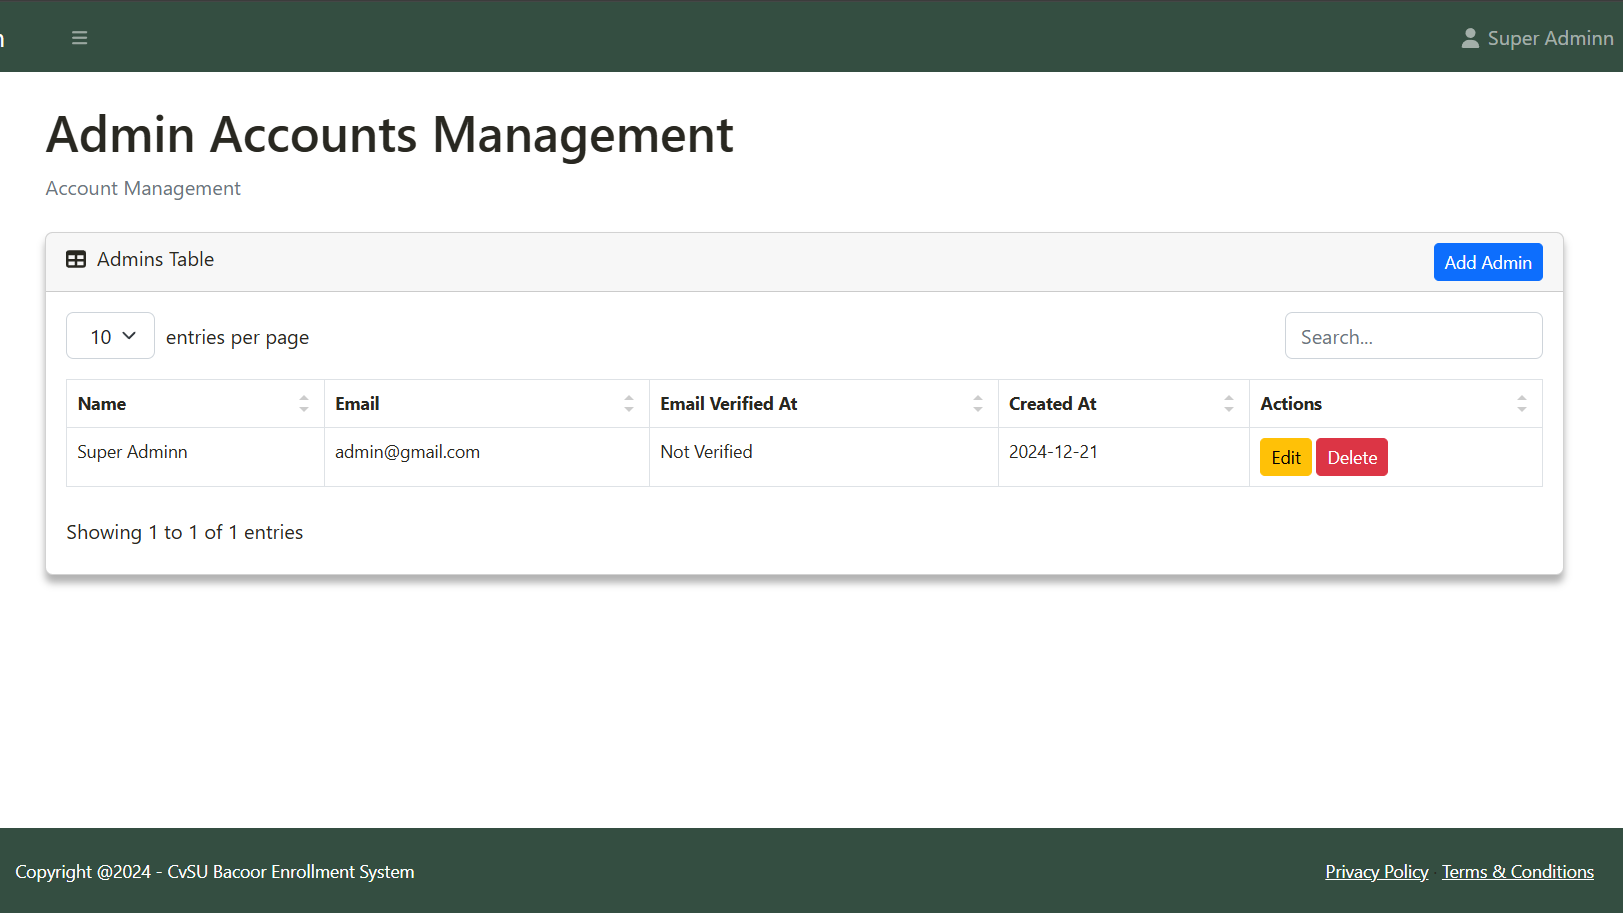 Super Adminn
Admin Accounts Management
Account Management
Admins Table
Add Admin
10 entries per page
Search...
Name Email Email Verified At Created At Actions
Super Adminn admin@gmail.com Not Verified 2024-12-21 Edit Delete
Showing 1 to 1 of 1 entries
Copyright @2024 - CvSU Bacoor Enrollment System
Privacy Policy · Terms & Conditions